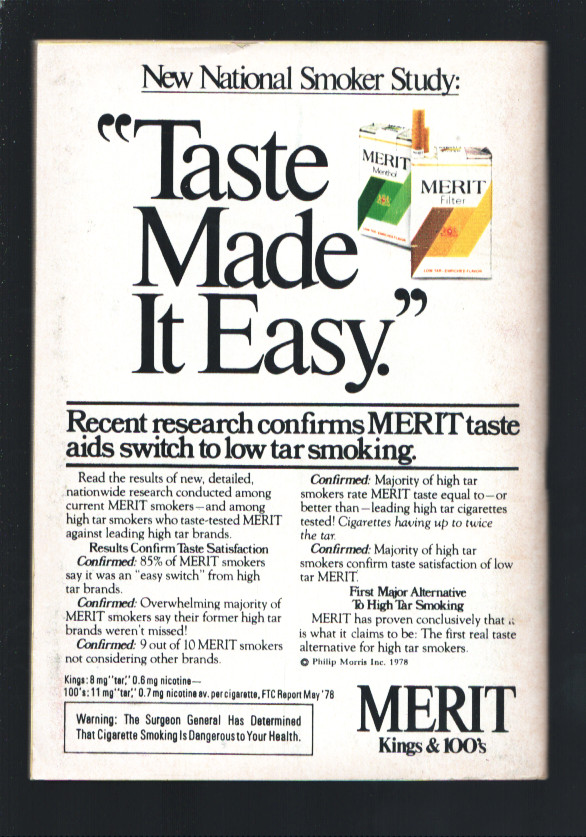 New National Smoker Study:
“Taste
Made
It Easy.”
MERIT
Menthol
MERIT
Filter
LOW TAR-ENRICHED FLAVOR
LOW TAR-ENRICHED FLAVOR
Recent research confirms MERIT taste
aids switch to low tar smoking.
Read the results of new, detailed,
nationwide research conducted among
current MERIT smokers—and among
high tar smokers who taste-tested MERIT
against leading high tar brands.
Results Confirm Taste Satisfaction
Confirmed: 85% of MERIT smokers
say it was an "easy switch" from high
tar brands.
Confirmed: Overwhelming majority of
MERIT smokers say their former high tar
brands weren't missed!
Confirmed: 9 out of 10 MERIT smokers
not considering other brands.
Confirmed: Majority of high tar
smokers rate MERIT taste equal to—or
better than—leading high tar cigarettes
tested! Cigarettes having up to twice
the tar.
Confirmed: Majority of high tar
smokers confirm taste satisfaction of low
tar MERIT.
First Major Alternative
To High Tar Smoking
MERIT has proven conclusively that it
is what it claims to be: The first real taste
alternative for high tar smokers.
© Philip Morris Inc. 1978
Kings: 8 mg "tar," 0.6 mg nicotine—
100's: 11 mg "tar," 0.7 mg nicotine av. per cigarette, FTC Report May '78
Warning: The Surgeon General Has Determined
That Cigarette Smoking Is Dangerous to Your Health.
MERIT
Kings & 100's